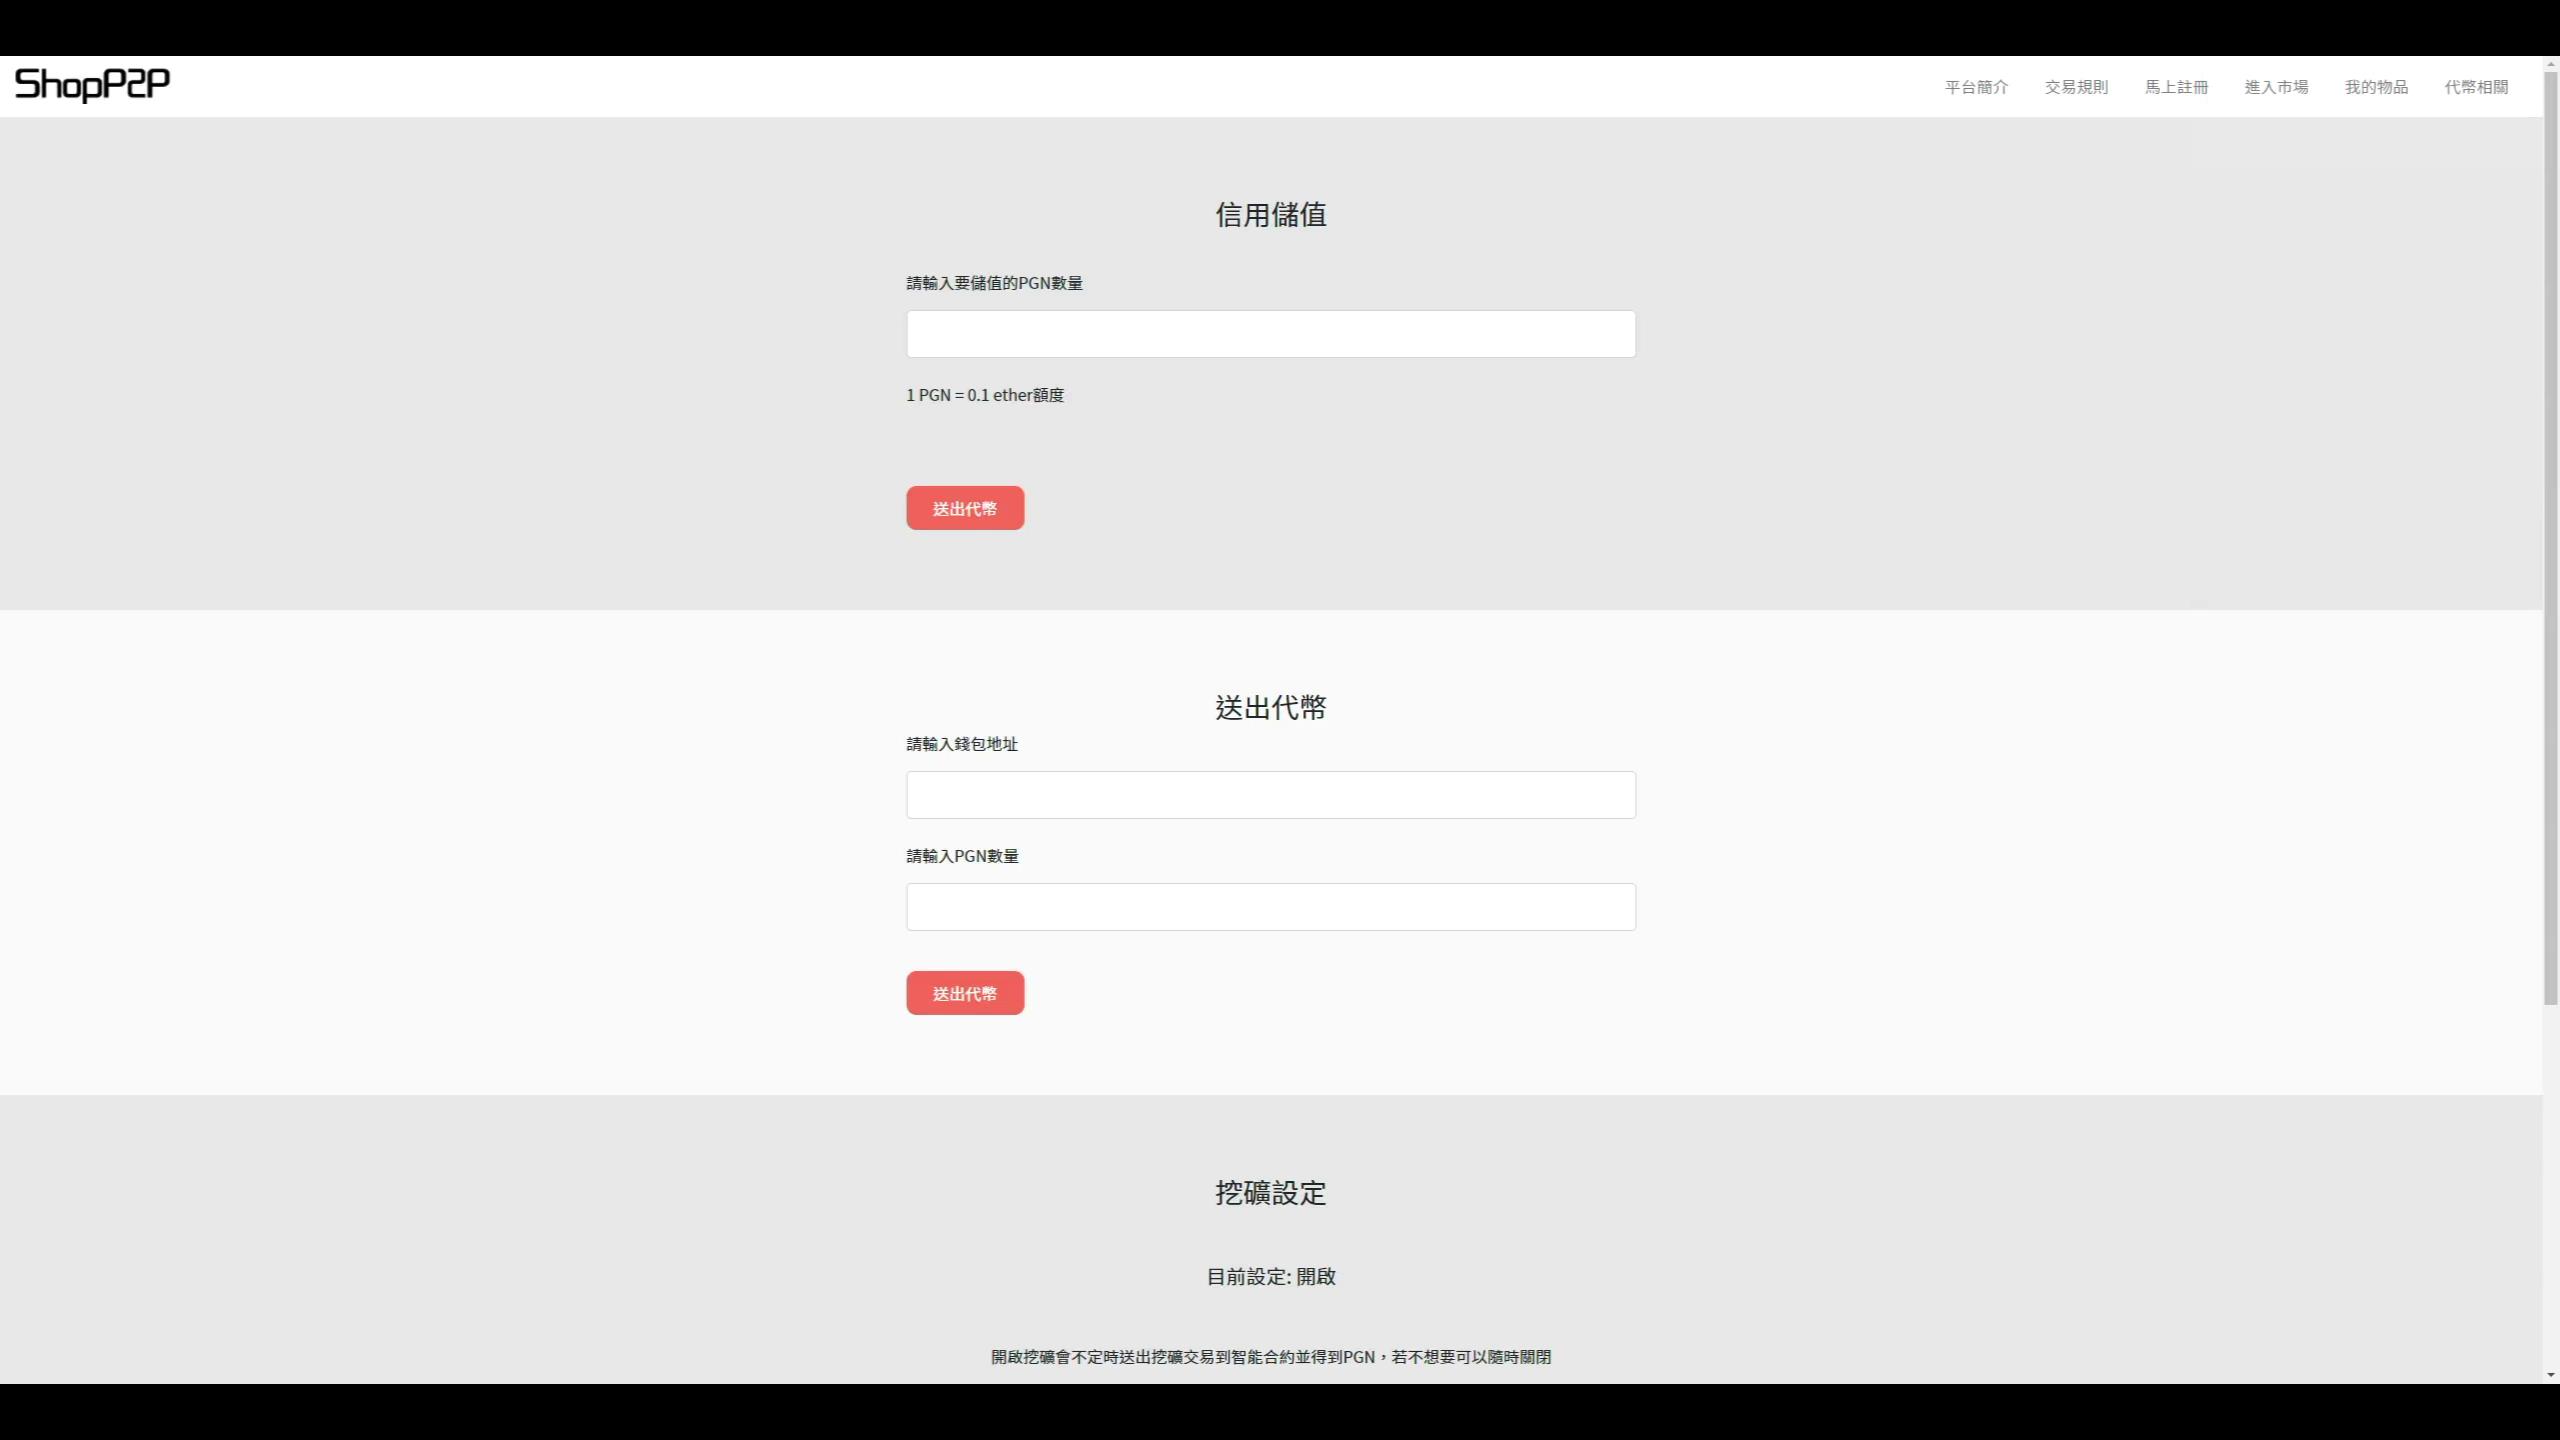 ShopP2P
平台簡介 交易規則 馬上註冊 進入市場 我的物品 代幣相關
信用儲值
請輸入要儲值的PGN數量
1 PGN = 0.1 ether額度
送出代幣
送出代幣
請輸入錢包地址
請輸入PGN數量
送出代幣
挖礦設定
目前設定: 開啟
開啟挖礦會不定時送出挖礦交易到智能合約並得到PGN，若不想要可以隨時關閉